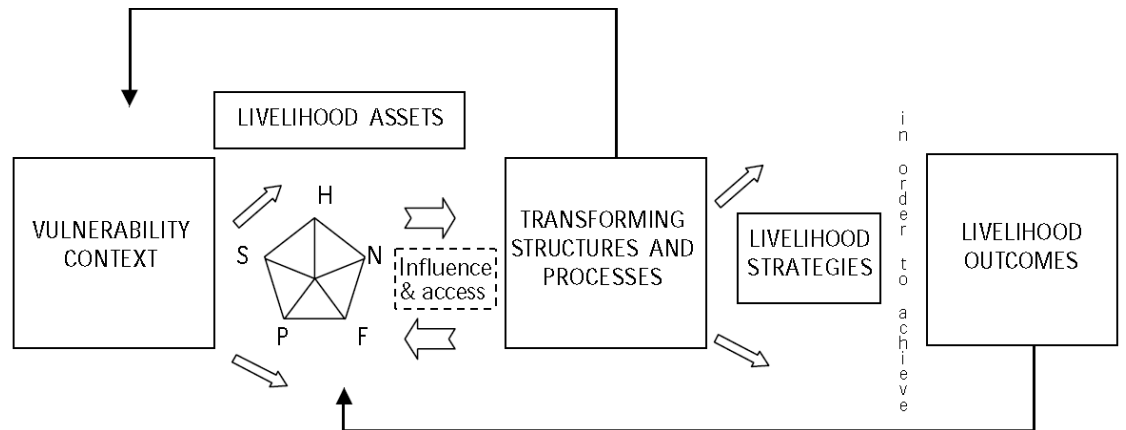 LIVELIHOOD ASSETS
VULNERABILITY
CONTEXT
H
S
N
P
F
Influence
& access
TRANSFORMING
STRUCTURES AND
PROCESSES
LIVELIHOOD
STRATEGIES
in order to achieve
LIVELIHOOD
OUTCOMES